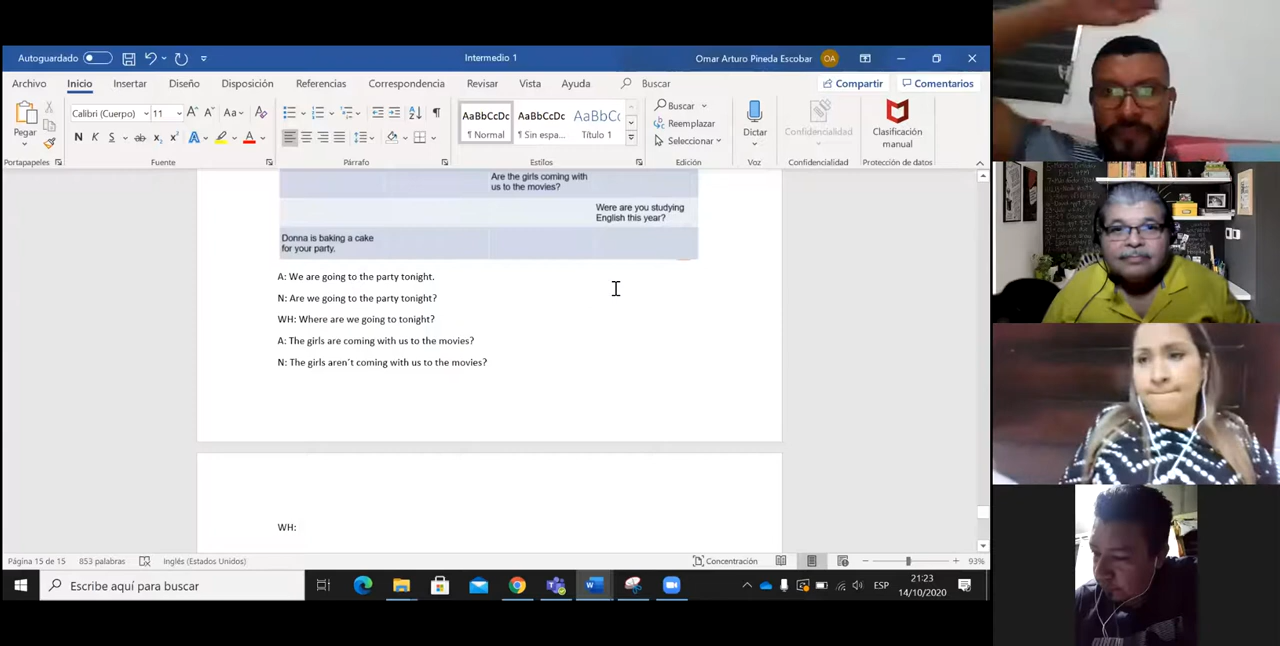 Autoguardado
Intermedio 1
Omar Arturo Pineda Escobar
OA
Archivo Inicio Insertar Diseño Disposición Referencias Correspondencia Revisar Vista Ayuda Buscar
Compartir Comentarios
Pegar
Calibri (Cuerpo) 11
N K S
AaBbCcDc
¶ Normal
AaBbCcDc
¶ Sin espa...
AaBbCc
Título 1
Buscar
Reemplazar
Seleccionar
Dictar
Confidencialidad
Clasificación
manual
Portapapeles Fuente Párrafo Estilos Edición Voz Confidencialidad Protección de datos
Are the girls coming with
us to the movies?
Were are you studying
English this year?
Donna is baking a cake
for your party.
A: We are going to the party tonight.
N: Are we going to the party tonight?
WH: Where are we going to tonight?
A: The girls are coming with us to the movies?
N: The girls aren´t coming with us to the movies?
WH:
Página 15 de 15 853 palabras Inglés (Estados Unidos) Concentración 93%
Escribe aquí para buscar
ESP
21:23
14/10/2020